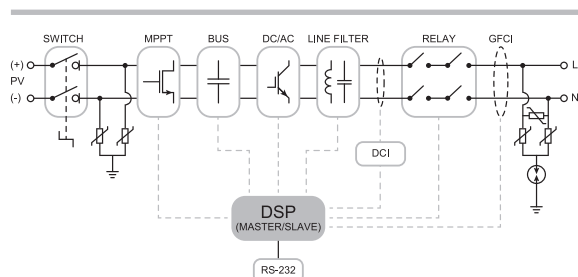 SWITCH MPPT BUS DC/AC LINE FILTER RELAY GFCI
(+) L
PV
(-) N
DCI
DSP
(MASTER/SLAVE)
RS-232